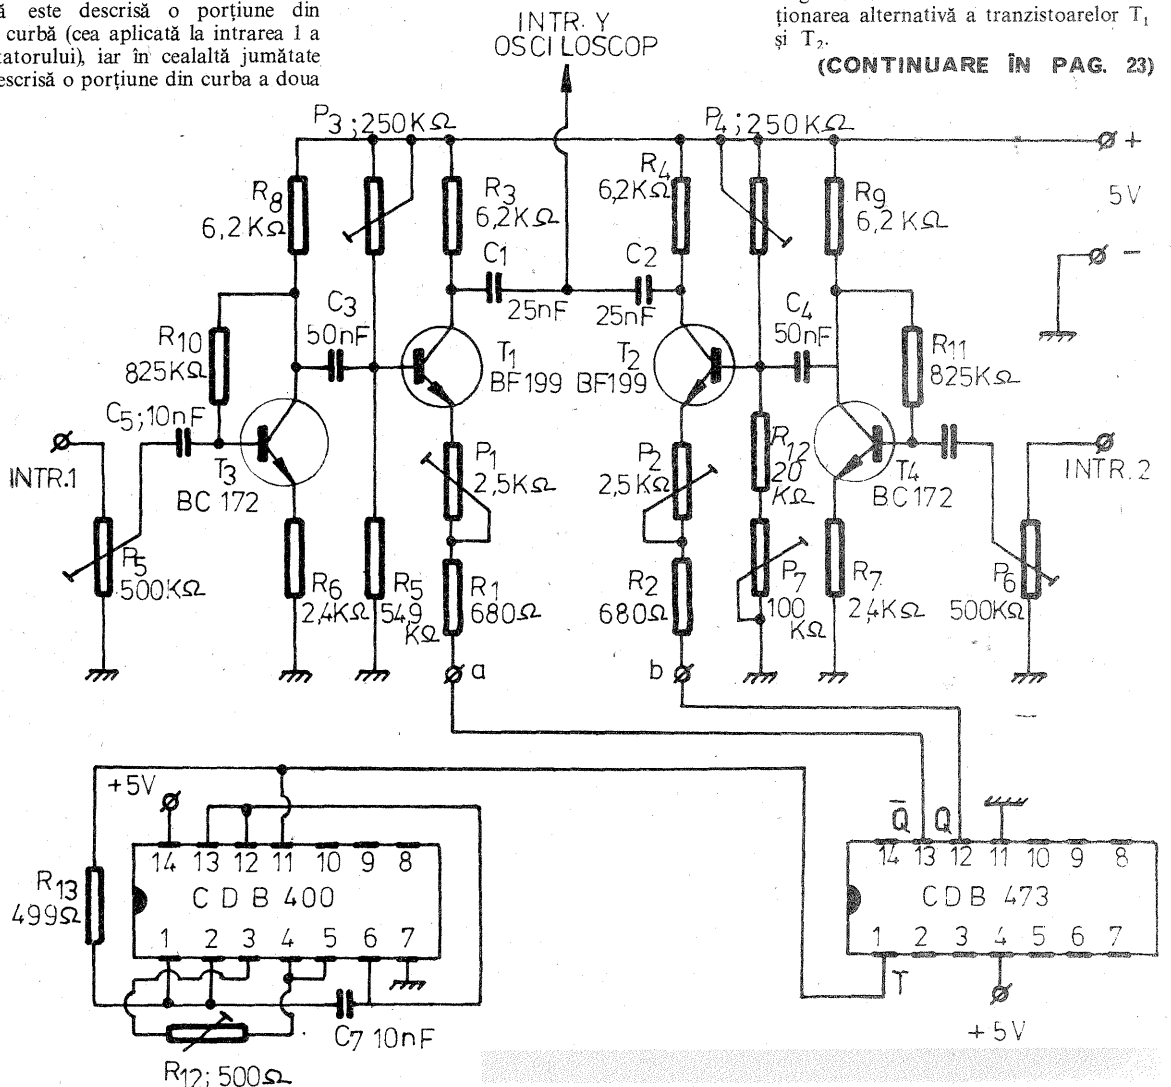 ă este descrisă o porțiune din
curbă (cea aplicată la intrarea 1 a
tatorului), iar în cealaltă jumătate
escrisă o porțiune din curba a doua
INTR. Y
OSCILOSCOP
ționarea alternativă a tranzistoarelor T1
și T2.
(CONTINUARE ÎN PAG. 23)
P3; 250KΩ
P4; 250KΩ
+
5V
−
R8
6,2KΩ
R3
6,2KΩ
R4
6,2KΩ
R9
6,2KΩ
C1
25nF
C2
25nF
C3
50nF
C4
50nF
R10
825KΩ
T1
BF199
T2
BF199
R11
825KΩ
C5; 10nF
INTR.1
T3
BC 172
P1
2,5KΩ
P2
2,5KΩ
R12
20
KΩ
T4
BC172
INTR. 2
P5
500KΩ
R6
2,4KΩ
R5
54,9
KΩ
R1
680Ω
R2
680Ω
P7
100
KΩ
R7
2,4KΩ
P6
500KΩ
a
b
+5V
14 13 12 11 10 9 8
CDB 400
1 2 3 4 5 6 7
R13
499Ω
C7 10nF
R12; 500Ω
Q̄ Q
14 13 12 11 10 9 8
CDB 473
1 2 3 4 5 6 7
T
+5V